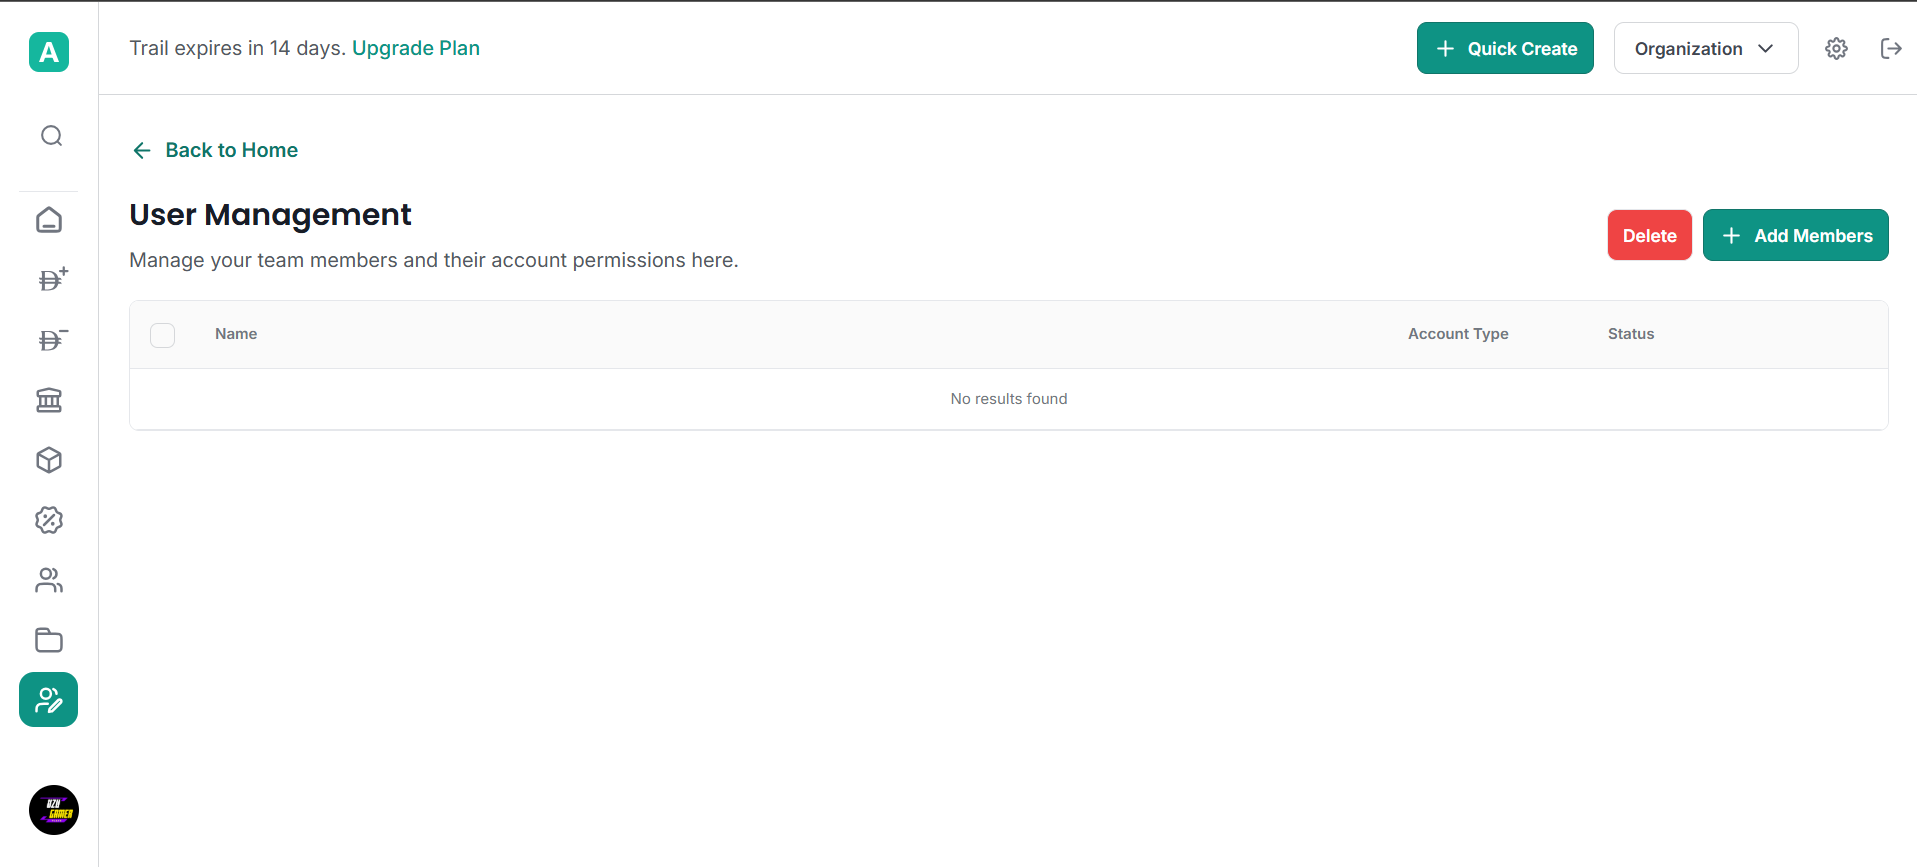 A
Trail expires in 14 days. Upgrade Plan
Quick Create
Organization
Back to Home
User Management
Manage your team members and their account permissions here.
Delete
Add Members
Name
Account Type
Status
No results found
GAMER